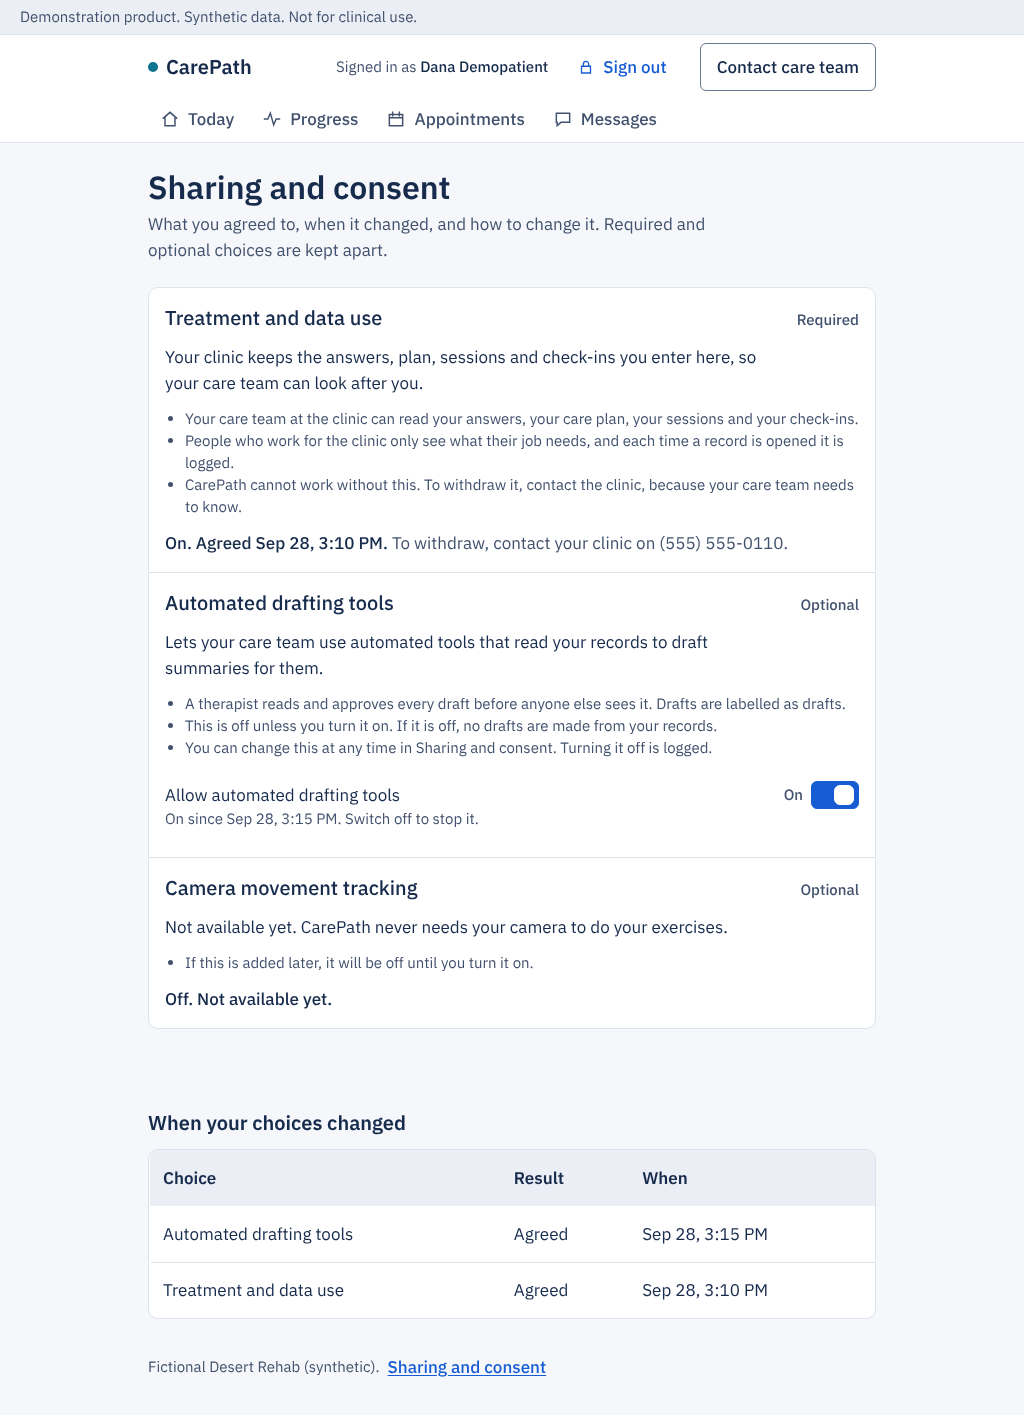 Demonstration product. Synthetic data. Not for clinical use.
CarePath
Signed in as Dana Demopatient
Sign out
Contact care team
Today
Progress
Appointments
Messages
Sharing and consent
What you agreed to, when it changed, and how to change it. Required and
optional choices are kept apart.
Treatment and data use
Required
Your clinic keeps the answers, plan, sessions and check-ins you enter here, so
your care team can look after you.
• Your care team at the clinic can read your answers, your care plan, your sessions and your check-ins.
• People who work for the clinic only see what their job needs, and each time a record is opened it is
logged.
• CarePath cannot work without this. To withdraw it, contact the clinic, because your care team needs
to know.
On. Agreed Sep 28, 3:10 PM. To withdraw, contact your clinic on (555) 555-0110.
Automated drafting tools
Optional
Lets your care team use automated tools that read your records to draft
summaries for them.
• A therapist reads and approves every draft before anyone else sees it. Drafts are labelled as drafts.
• This is off unless you turn it on. If it is off, no drafts are made from your records.
• You can change this at any time in Sharing and consent. Turning it off is logged.
Allow automated drafting tools
On
On since Sep 28, 3:15 PM. Switch off to stop it.
Camera movement tracking
Optional
Not available yet. CarePath never needs your camera to do your exercises.
• If this is added later, it will be off until you turn it on.
Off. Not available yet.
When your choices changed
Choice Result When
Automated drafting tools Agreed Sep 28, 3:15 PM
Treatment and data use Agreed Sep 28, 3:10 PM
Fictional Desert Rehab (synthetic). Sharing and consent